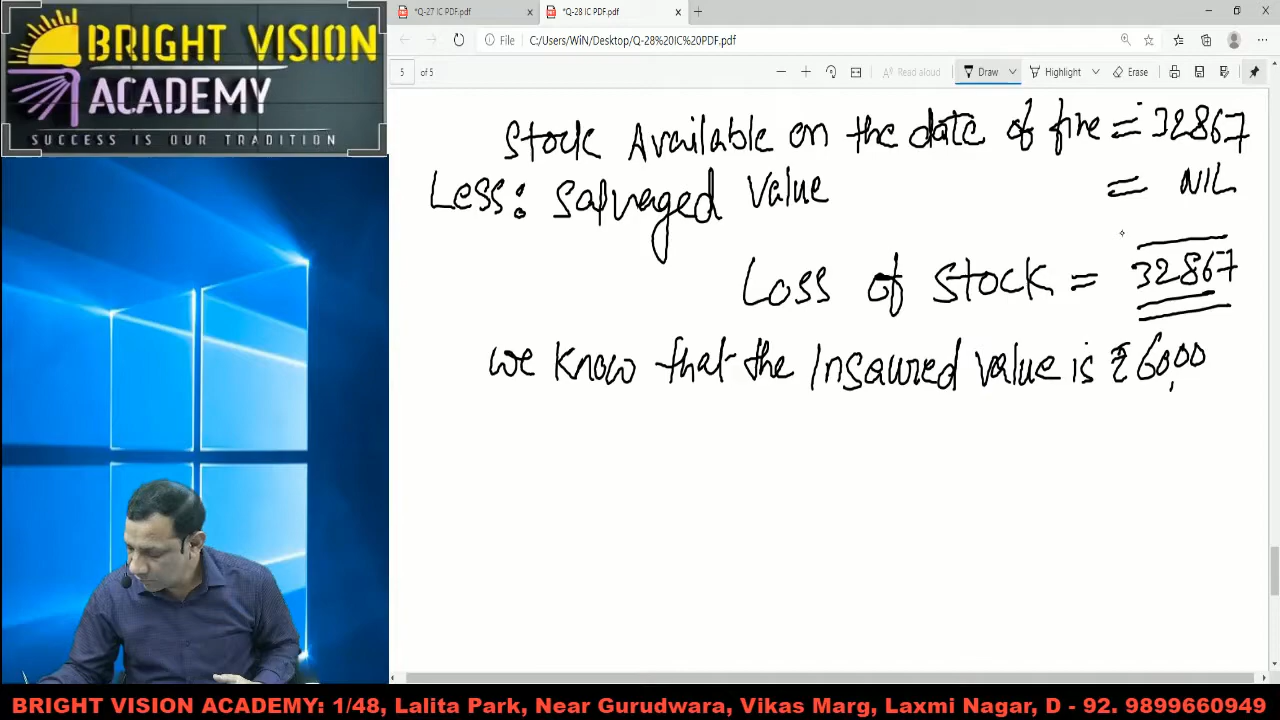 BRIGHT VISION
ACADEMY
SUCCESS IS OUR TRADITION
*Q-27 IC PDF.pdf
*Q-28 IC PDF.pdf
File
C:/Users/WiN/Desktop/Q-28%20IC%20PDF.pdf
5 of 5
Read aloud
Draw
Highlight
Erase
Stock Available on the date of fire = 32867
Less: Salvaged Value = NIL
Loss of stock = 32867
we know that the Insaured value is ₹ 60,00
BRIGHT VISION ACADEMY: 1/48, Lalita Park, Near Gurudwara, Vikas Marg, Laxmi Nagar, D - 92. 9899660949